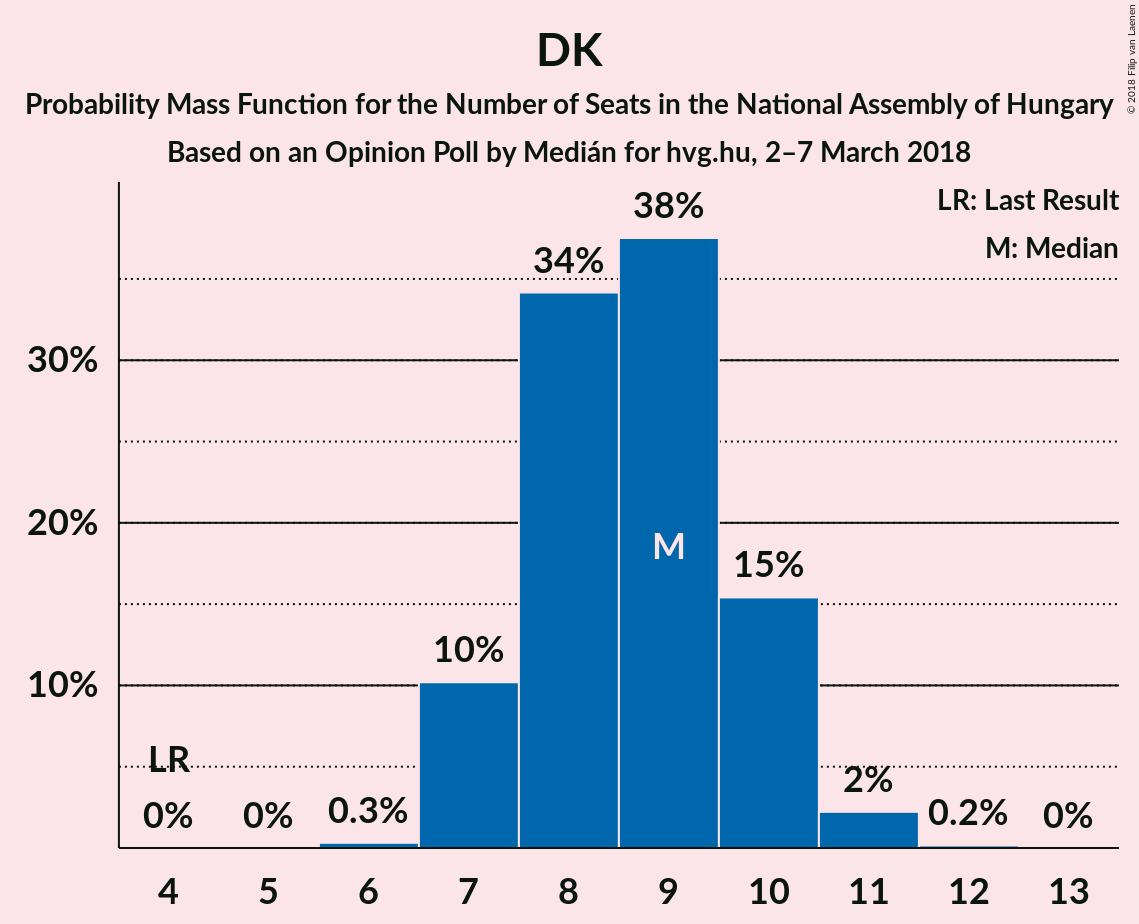 DK
Probability Mass Function for the Number of Seats in the National Assembly of Hungary
Based on an Opinion Poll by Medián for hvg.hu, 2–7 March 2018
© 2018 Filip van Laenen
LR: Last Result
M: Median
38%
34%
30%
20%
M
15%
10%
10%
LR
2%
0% 0% 0.3% 0.2% 0%
4 5 6 7 8 9 10 11 12 13